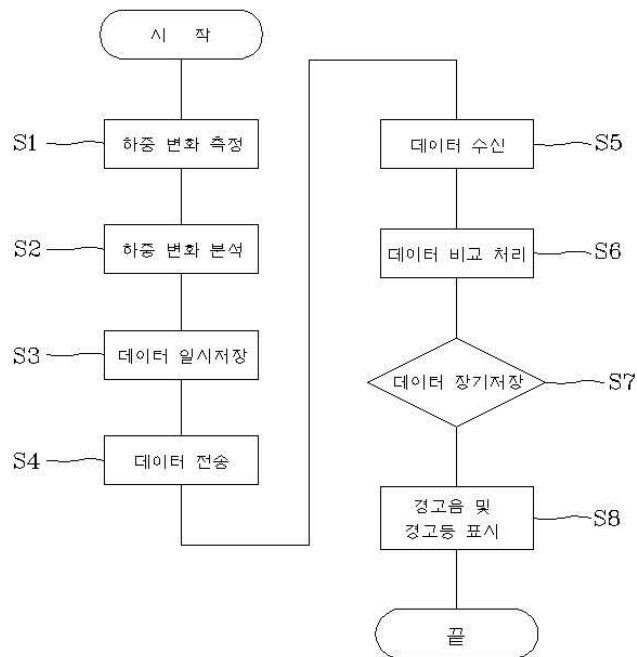 시 작
S1 하중 변화 측정
S2 하중 변화 분석
S3 데이터 일시저장
S4 데이터 전송
데이터 수신 S5
데이터 비교 처리 S6
데이터 장기저장 S7
경고음 및
경고등 표시 S8
끝